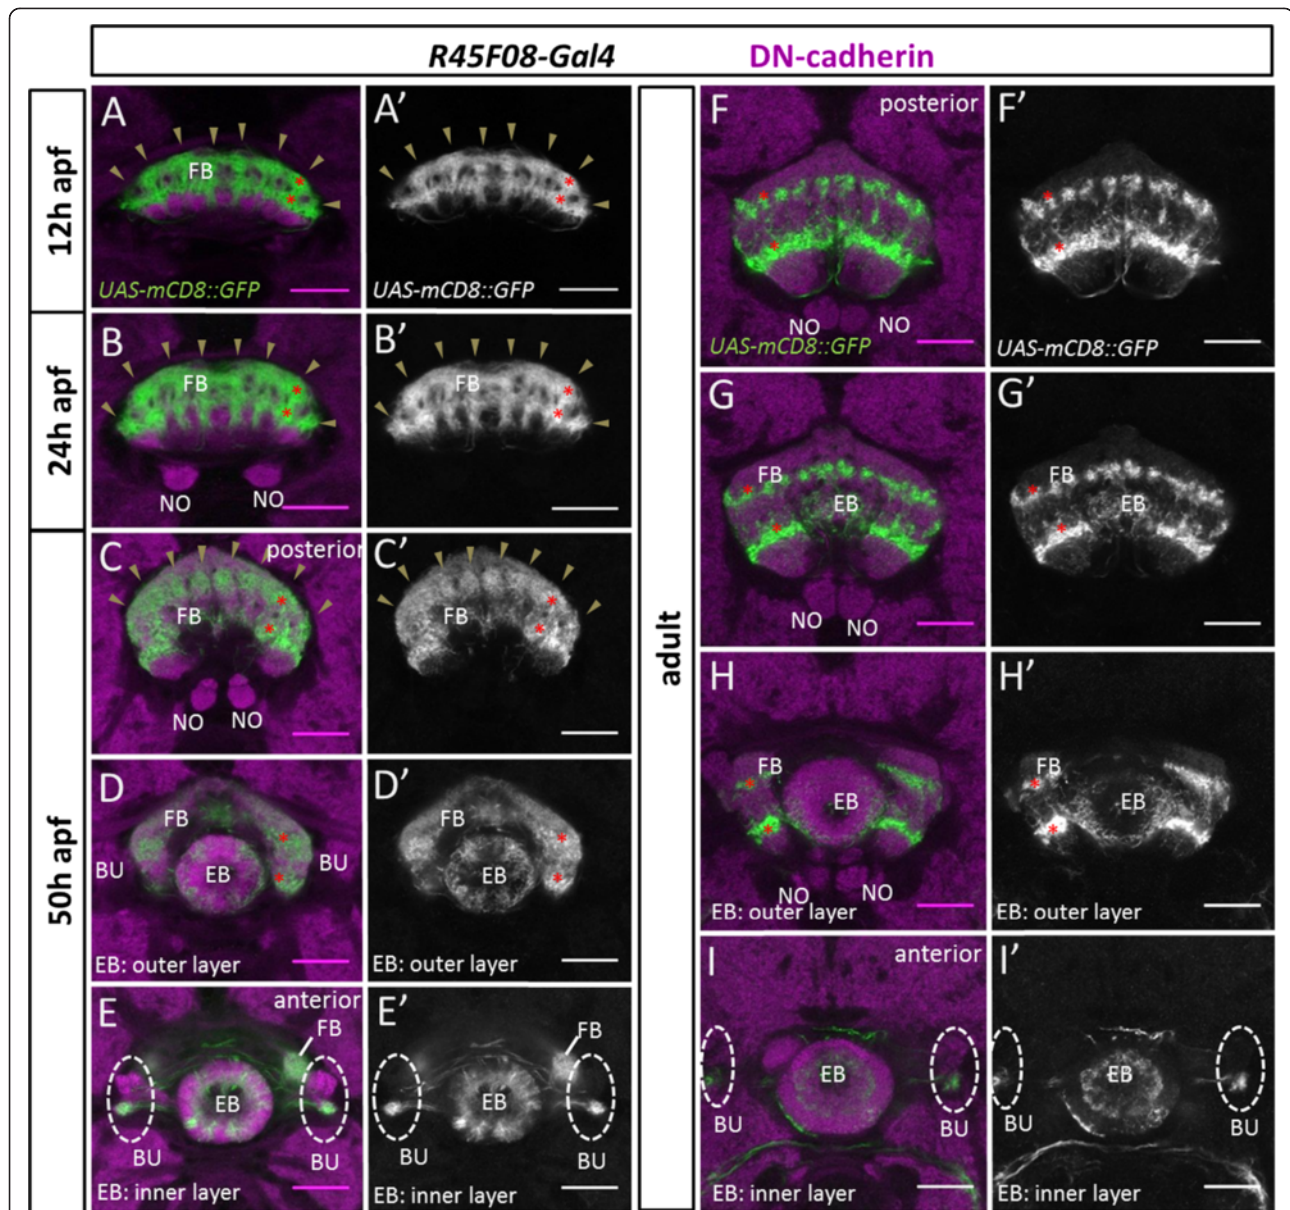 R45F08-Gal4 DN-cadherin
12h apf
24h apf
50h apf
adult
A
FB
UAS-mCD8::GFP
A'
UAS-mCD8::GFP
B
FB
NO NO
B'
FB
C
posterior
FB
NO NO
C'
FB
D
FB
BU EB BU
EB: outer layer
D'
FB
EB
EB: outer layer
E
anterior
FB
EB
BU BU
EB: inner layer
E'
FB
EB
BU BU
EB: inner layer
F
posterior
NO NO
UAS-mCD8::GFP
F'
UAS-mCD8::GFP
G
FB
EB
NO NO
G'
FB
EB
H
FB
EB
NO NO
EB: outer layer
H'
FB
EB
EB: outer layer
I
anterior
EB
BU BU
EB: inner layer
I'
EB
BU BU
EB: inner layer